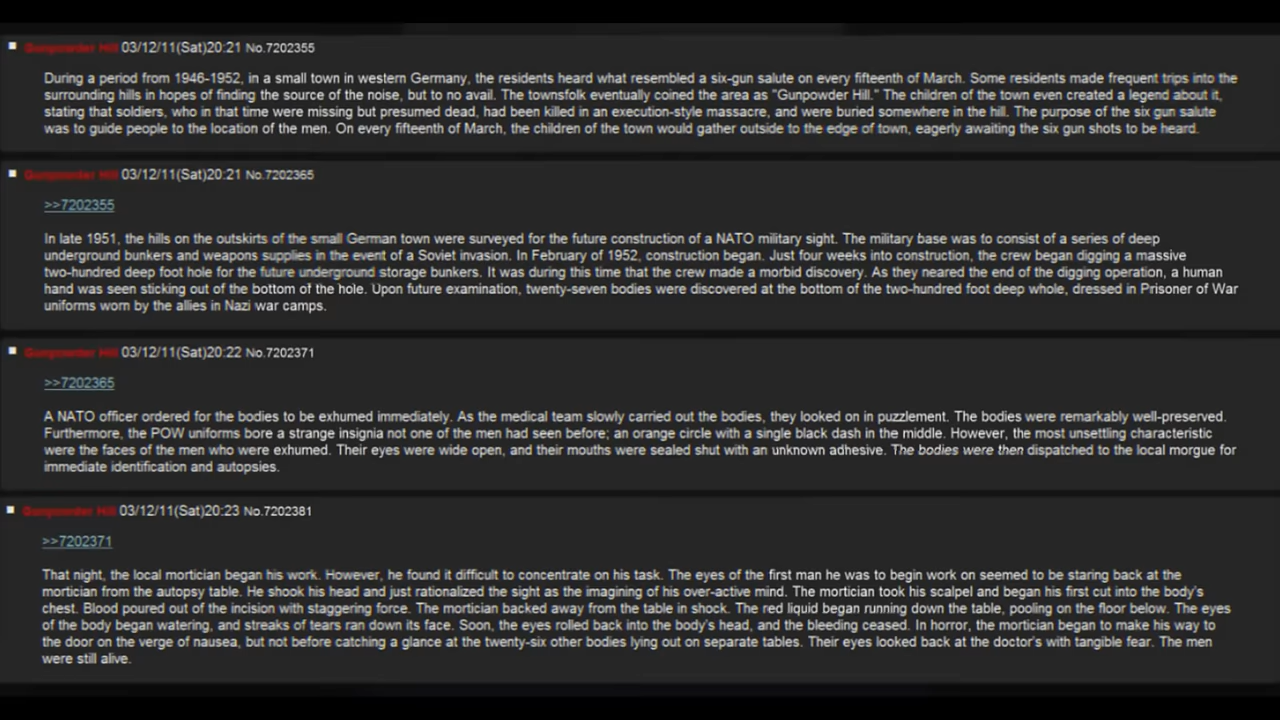 Gunpowder Hill 03/12/11(Sat)20:21 No.7202355
During a period from 1946-1952, in a small town in western Germany, the residents heard what resembled a six-gun salute on every fifteenth of March. Some residents made frequent trips into the
surrounding hills in hopes of finding the source of the noise, but to no avail. The townsfolk eventually coined the area as "Gunpowder Hill." The children of the town even created a legend about it,
stating that soldiers, who in that time were missing but presumed dead, had been killed in an execution-style massacre, and were buried somewhere in the hill. The purpose of the six gun salute
was to guide people to the location of the men. On every fifteenth of March, the children of the town would gather outside to the edge of town, eagerly awaiting the six gun shots to be heard.
Gunpowder Hill 03/12/11(Sat)20:21 No.7202365
>>7202355
In late 1951, the hills on the outskirts of the small German town were surveyed for the future construction of a NATO military sight. The military base was to consist of a series of deep
underground bunkers and weapons supplies in the event of a Soviet invasion. In February of 1952, construction began. Just four weeks into construction, the crew began digging a massive
two-hundred deep foot hole for the future underground storage bunkers. It was during this time that the crew made a morbid discovery. As they neared the end of the digging operation, a human
hand was seen sticking out of the bottom of the hole. Upon future examination, twenty-seven bodies were discovered at the bottom of the two-hundred foot deep whole, dressed in Prisoner of War
uniforms worn by the allies in Nazi war camps.
Gunpowder Hill 03/12/11(Sat)20:22 No.7202371
>>7202365
A NATO officer ordered for the bodies to be exhumed immediately. As the medical team slowly carried out the bodies, they looked on in puzzlement. The bodies were remarkably well-preserved.
Furthermore, the POW uniforms bore a strange insignia not one of the men had seen before; an orange circle with a single black dash in the middle. However, the most unsettling characteristic
were the faces of the men who were exhumed. Their eyes were wide open, and their mouths were sealed shut with an unknown adhesive. The bodies were then dispatched to the local morgue for
immediate identification and autopsies.
Gunpowder Hill 03/12/11(Sat)20:23 No.7202381
>>7202371
That night, the local mortician began his work. However, he found it difficult to concentrate on his task. The eyes of the first man he was to begin work on seemed to be staring back at the
mortician from the autopsy table. He shook his head and just rationalized the sight as the imagining of his over-active mind. The mortician took his scalpel and began his first cut into the body's
chest. Blood poured out of the incision with staggering force. The mortician backed away from the table in shock. The red liquid began running down the table, pooling on the floor below. The eyes
of the body began watering, and streaks of tears ran down its face. Soon, the eyes rolled back into the body's head, and the bleeding ceased. In horror, the mortician began to make his way to
the door on the verge of nausea, but not before catching a glance at the twenty-six other bodies lying out on separate tables. Their eyes looked back at the doctor's with tangible fear. The men
were still alive.